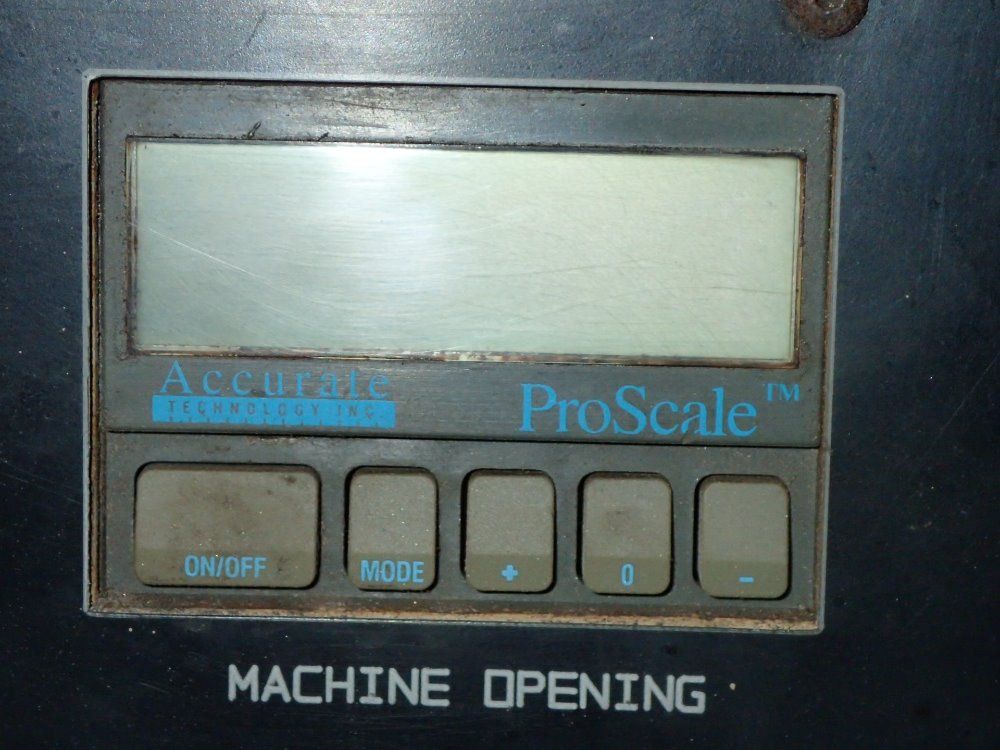 Accurate
TECHNOLOGY INC.
ProScale™
ON/OFF MODE + 0 -
MACHINE OPENING